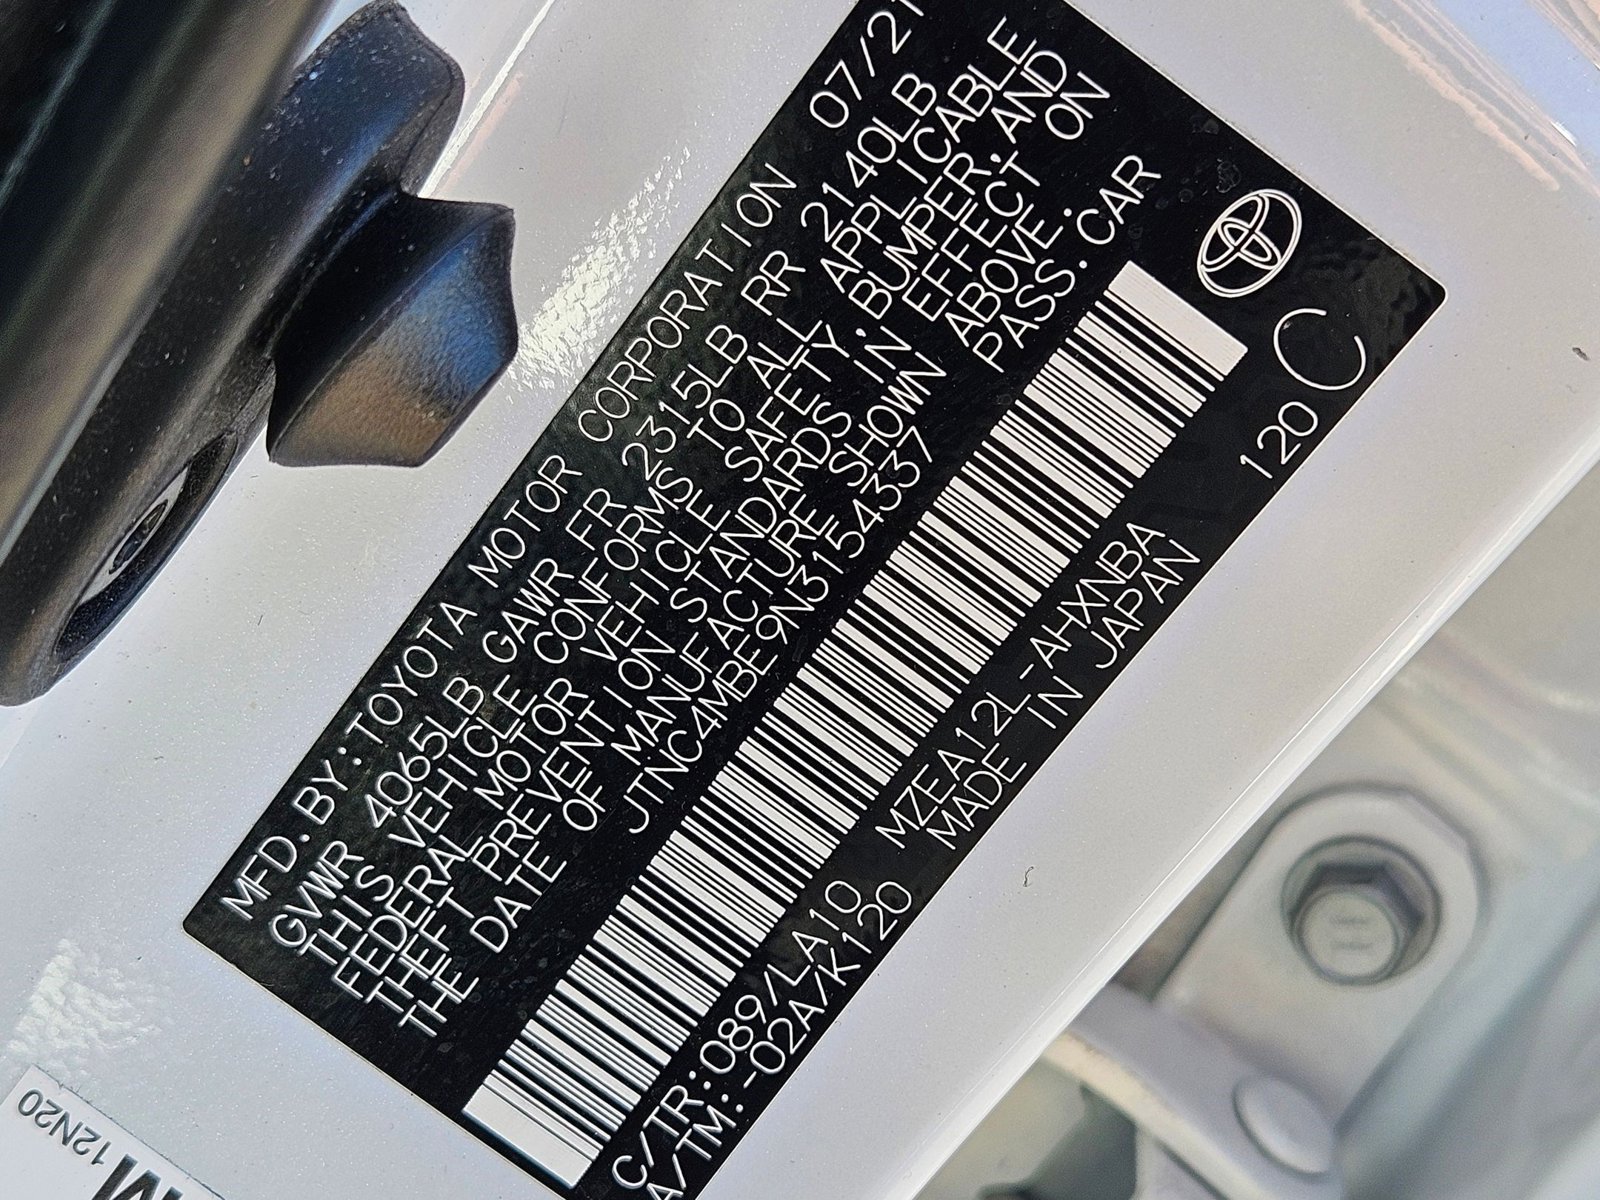 MFD. BY: TOYOTA MOTOR CORPORATION 07/21
GVWR 4065LB GAWR FR 2315LB RR 2140LB
THIS VEHICLE CONFORMS TO ALL APPLICABLE
FEDERAL MOTOR VEHICLE SAFETY, BUMPER, AND
THEFT PREVENTION STANDARDS IN EFFECT ON
THE DATE OF MANUFACTURE SHOWN ABOVE.
JTNC4MBE9N3154337 PASS. CAR
C/TR: 089/LA10 MZEA12L-AHXNBA 120 C
A/TM: -02A/K120 MADE IN JAPAN
12N20
M